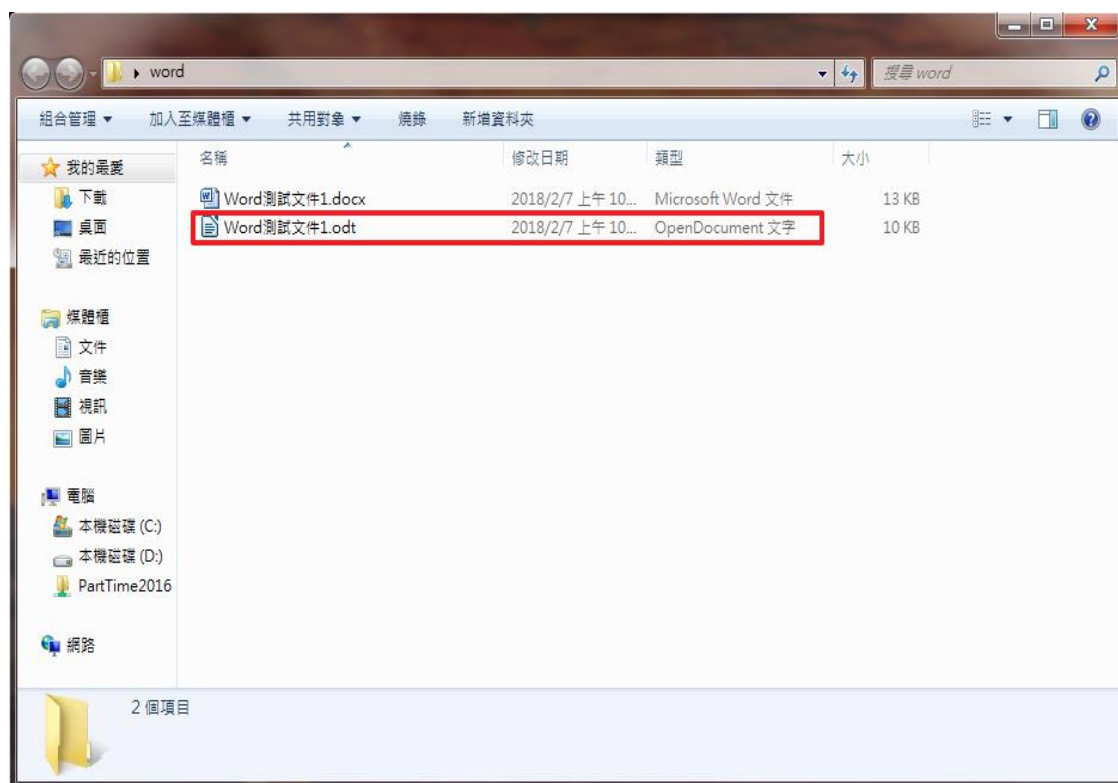 word
搜尋 word
組合管理 加入至媒體櫃 共用對象 燒錄 新增資料夾
名稱 修改日期 類型 大小
Word測試文件1.docx 2018/2/7 上午 10... Microsoft Word 文件 13 KB
Word測試文件1.odt 2018/2/7 上午 10... OpenDocument 文字 10 KB
我的最愛
下載
桌面
最近的位置
媒體櫃
文件
音樂
視訊
圖片
電腦
本機磁碟 (C:)
本機磁碟 (D:)
PartTime2016
網路
2 個項目